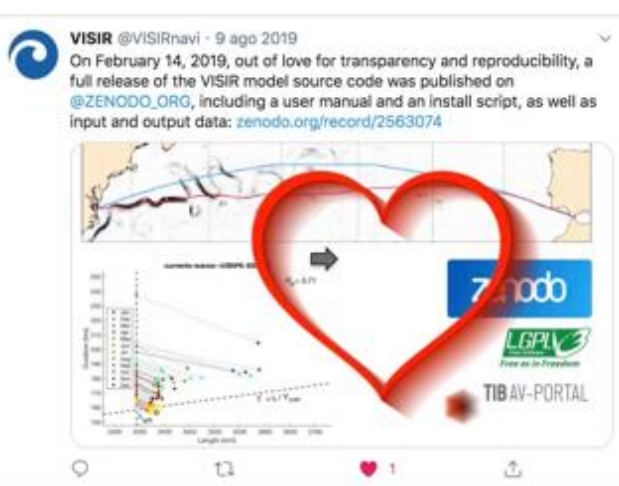 VISIR @VISIRnavi · 9 ago 2019
On February 14, 2019, out of love for transparency and reproducibility, a
full release of the VISIR model source code was published on
@ZENODO_ORG, including a user manual and an install script, as well as
input and output data: zenodo.org/record/2563074
zenodo
LGPLV3
Free as in Freedom
TIB AV-PORTAL
Length (nmi)
1